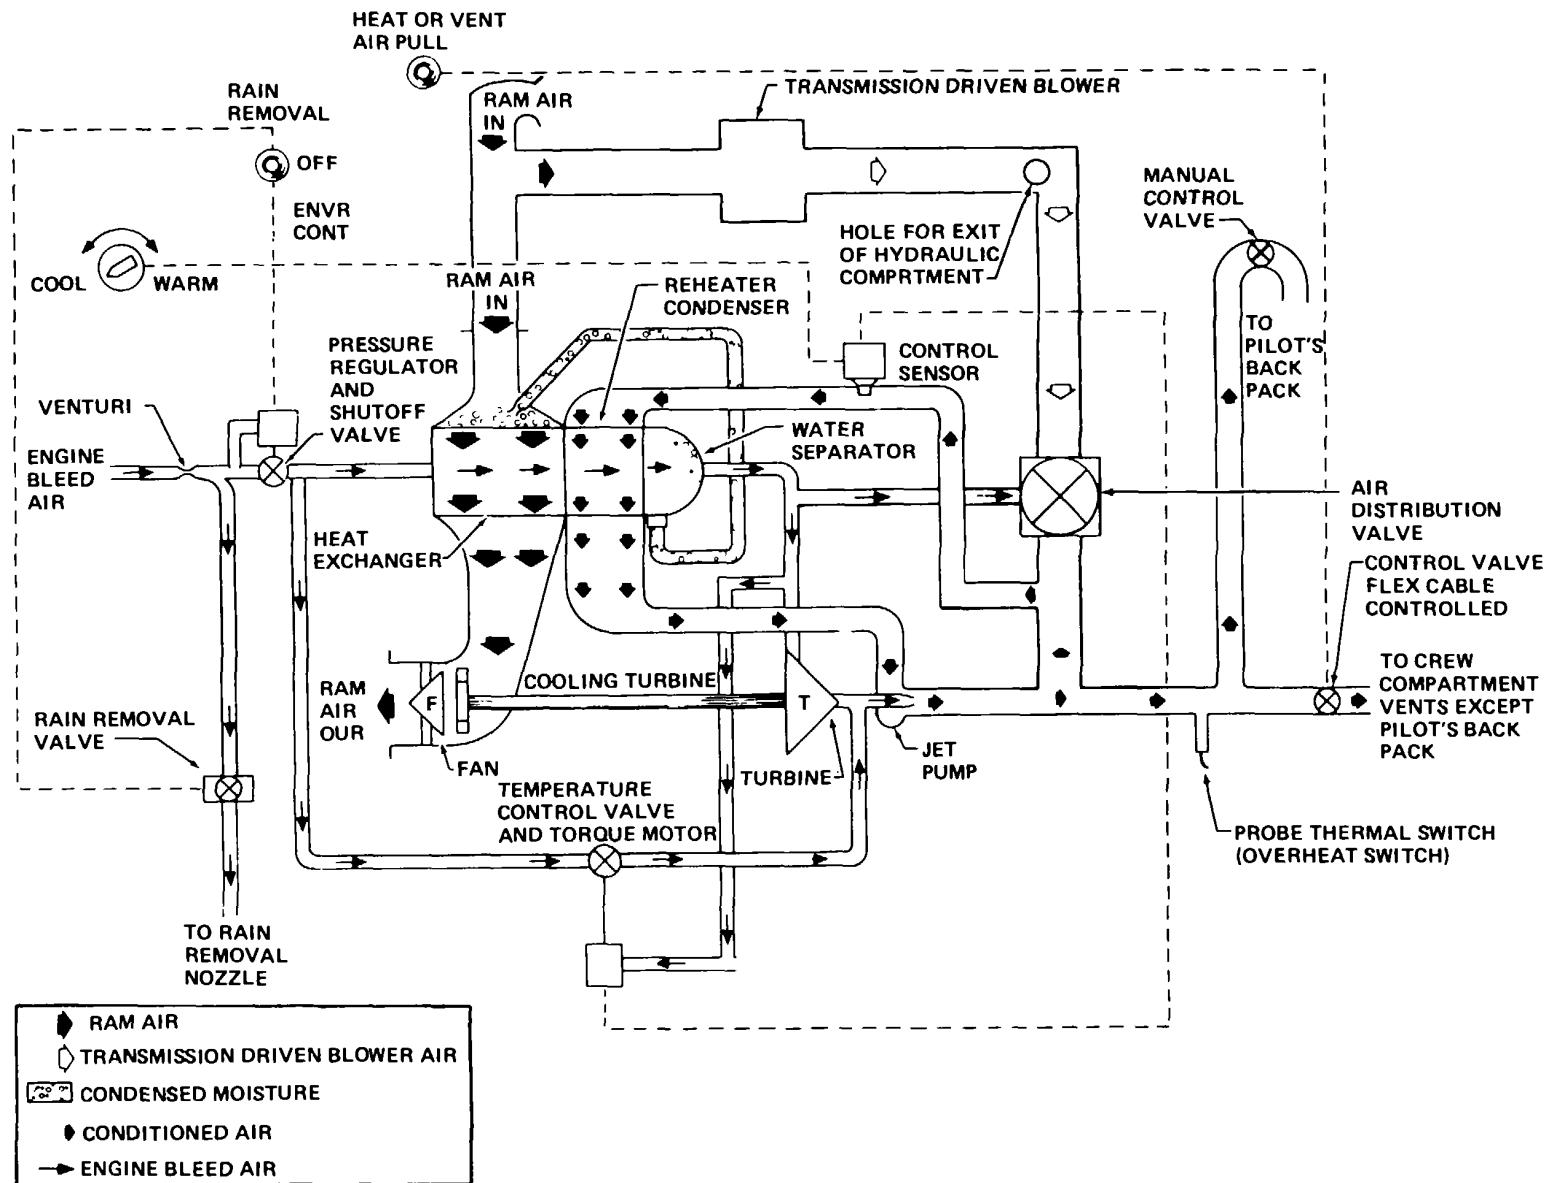 HEAT OR VENT
AIR PULL
RAIN
REMOVAL
OFF
ENVR
CONT
COOL
WARM
RAM AIR
IN
TRANSMISSION DRIVEN BLOWER
HOLE FOR EXIT
OF HYDRAULIC
COMPRTMENT
MANUAL
CONTROL
VALVE
RAM AIR
IN
REHEATER
CONDENSER
PRESSURE
REGULATOR
AND
SHUTOFF
VALVE
CONTROL
SENSOR
TO
PILOT'S
BACK
PACK
VENTURI
ENGINE
BLEED
AIR
WATER
SEPARATOR
HEAT
EXCHANGER
AIR
DISTRIBUTION
VALVE
CONTROL VALVE
FLEX CABLE
CONTROLLED
TO CREW
COMPARTMENT
VENTS EXCEPT
PILOT'S BACK
PACK
RAM
AIR
OUR
F
COOLING TURBINE
T
RAIN REMOVAL
VALVE
FAN
TURBINE
JET
PUMP
TEMPERATURE
CONTROL VALVE
AND TORQUE MOTOR
PROBE THERMAL SWITCH
(OVERHEAT SWITCH)
TO RAIN
REMOVAL
NOZZLE
RAM AIR
TRANSMISSION DRIVEN BLOWER AIR
CONDENSED MOISTURE
CONDITIONED AIR
ENGINE BLEED AIR